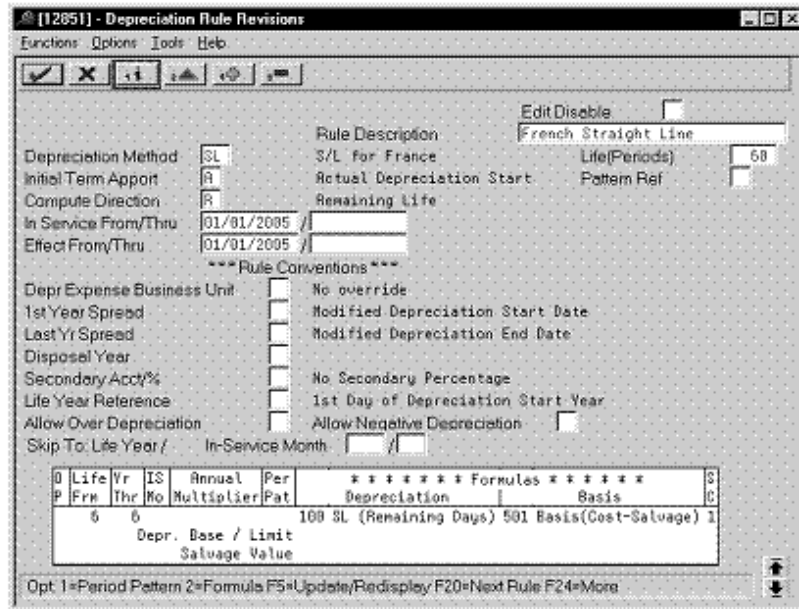 [12851] - Depreciation Rule Revisions
Functions Options Tools Help
Edit Disable
Rule Description French Straight Line
Depreciation Method SL S/L for France Life(Periods) 60
Initial Term Apport A Actual Depreciation Start Pattern Ref
Compute Direction R Remaining Life
In Service From/Thru 01/01/2005 /
Effect From/Thru 01/01/2005 /
*** Rule Conventions ***
Depr Expense Business Unit No override
1st Year Spread Modified Depreciation Start Date
Last Yr Spread Modified Depreciation End Date
Disposal Year
Secondary Acct/% No Secondary Percentage
Life Year Reference 1st Day of Depreciation Start Year
Allow Over Depreciation Allow Negative Depreciation
Skip To: Life Year / In-Service Month /
O Life Yr IS Annual Per * * * * * * * Formulas * * * * * * S
P Frm Thr Mo Multiplier Pat Depreciation Basis C
6 6 100 SL (Remaining Days) 501 Basis(Cost-Salvage) 1
Depr. Base / Limit
Salvage Value
Opt: 1=Period Pattern 2=Formula F5=Update/Redisplay F20=Next Rule F24=More